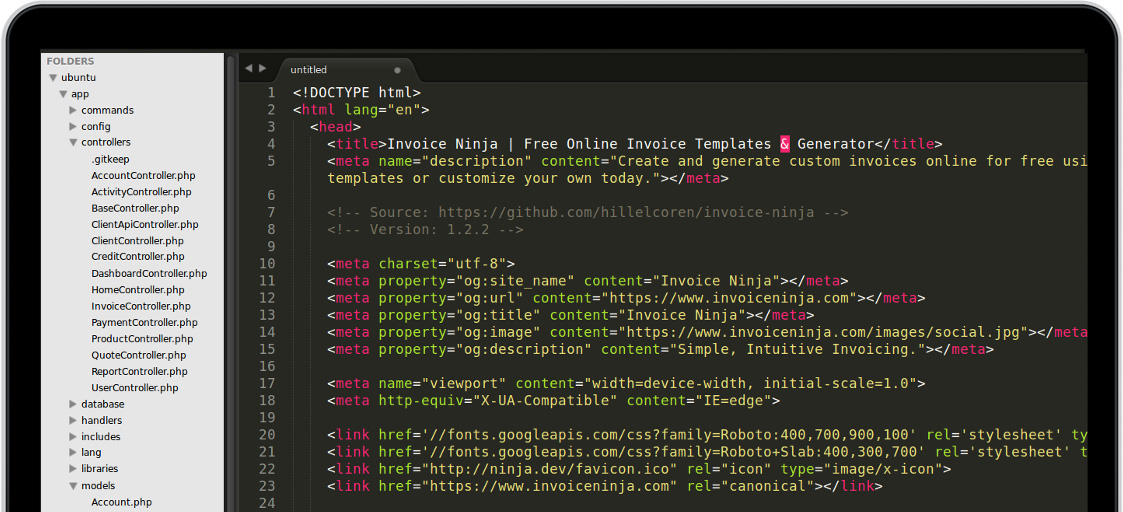 FOLDERS
ubuntu
app
commands
config
controllers
.gitkeep
AccountController.php
ActivityController.php
BaseController.php
ClientApiController.php
ClientController.php
CreditController.php
DashboardController.php
HomeController.php
InvoiceController.php
PaymentController.php
ProductController.php
QuoteController.php
ReportController.php
UserController.php
database
handlers
includes
lang
libraries
models
Account.php
untitled
1 <!DOCTYPE html>
2 <html lang="en">
3 <head>
4 <title>Invoice Ninja | Free Online Invoice Templates & Generator</title>
5 <meta name="description" content="Create and generate custom invoices online for free usi
templates or customize your own today."></meta>
6
7 <!-- Source: https://github.com/hillelcoren/invoice-ninja -->
8 <!-- Version: 1.2.2 -->
9
10 <meta charset="utf-8">
11 <meta property="og:site_name" content="Invoice Ninja"></meta>
12 <meta property="og:url" content="https://www.invoiceninja.com"></meta>
13 <meta property="og:title" content="Invoice Ninja"></meta>
14 <meta property="og:image" content="https://www.invoiceninja.com/images/social.jpg"></meta
15 <meta property="og:description" content="Simple, Intuitive Invoicing."></meta>
16
17 <meta name="viewport" content="width=device-width, initial-scale=1.0">
18 <meta http-equiv="X-UA-Compatible" content="IE=edge">
19
20 <link href='//fonts.googleapis.com/css?family=Roboto:400,700,900,100' rel='stylesheet' ty
21 <link href='//fonts.googleapis.com/css?family=Roboto+Slab:400,300,700' rel='stylesheet' t
22 <link href="http://ninja.dev/favicon.ico" rel="icon" type="image/x-icon">
23 <link href="https://www.invoiceninja.com" rel="canonical"></link>
24